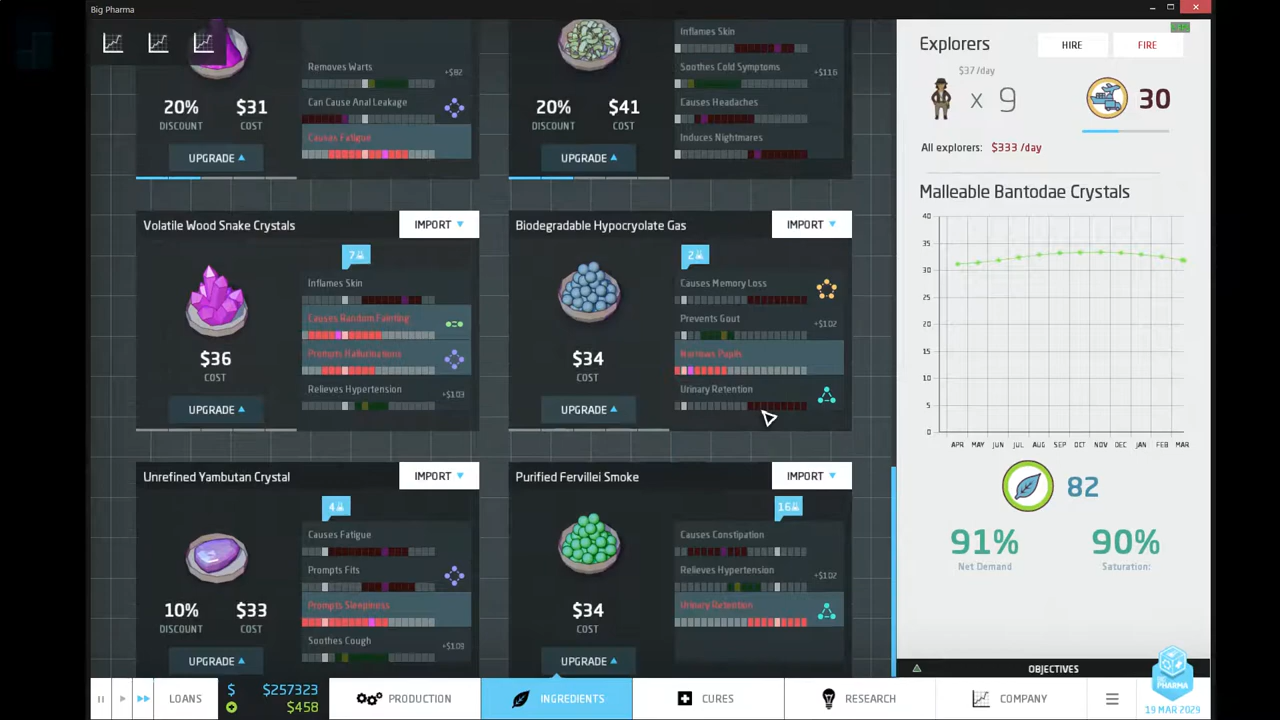 Big Pharma
Removes Warts
+$82
Can Cause Anal Leakage
Causes Fatigue
20%
DISCOUNT
$31
COST
UPGRADE
Inflames Skin
Soothes Cold Symptoms
+$116
Causes Headaches
Induces Nightmares
20%
DISCOUNT
$41
COST
UPGRADE
Volatile Wood Snake Crystals
IMPORT
7
Inflames Skin
Causes Random Fainting
Prompts Hallucinations
Relieves Hypertension
+$103
$36
COST
UPGRADE
Biodegradable Hypocryolate Gas
IMPORT
2
Causes Memory Loss
Prevents Gout
+$102
Narrows Pupils
Urinary Retention
$34
COST
UPGRADE
Unrefined Yambutan Crystal
IMPORT
4
Causes Fatigue
Prompts Fits
Prompts Sleepiness
Soothes Cough
+$109
10%
DISCOUNT
$33
COST
UPGRADE
Purified Fervillei Smoke
IMPORT
16
Causes Constipation
Relieves Hypertension
+$102
Urinary Retention
$34
COST
UPGRADE
Explorers
HIRE
FIRE
$37 /day
x 9
30
All explorers: $333 /day
Malleable Bantodae Crystals
40
35
30
25
20
15
10
5
0
APR MAY JUN JUL AUG SEP OCT NOV DEC JAN FEB MAR
82
91%
Net Demand
90%
Saturation:
OBJECTIVES
LOANS
$ $257323
$458
PRODUCTION
INGREDIENTS
CURES
RESEARCH
COMPANY
BIG
PHARMA
19 MAR 2029